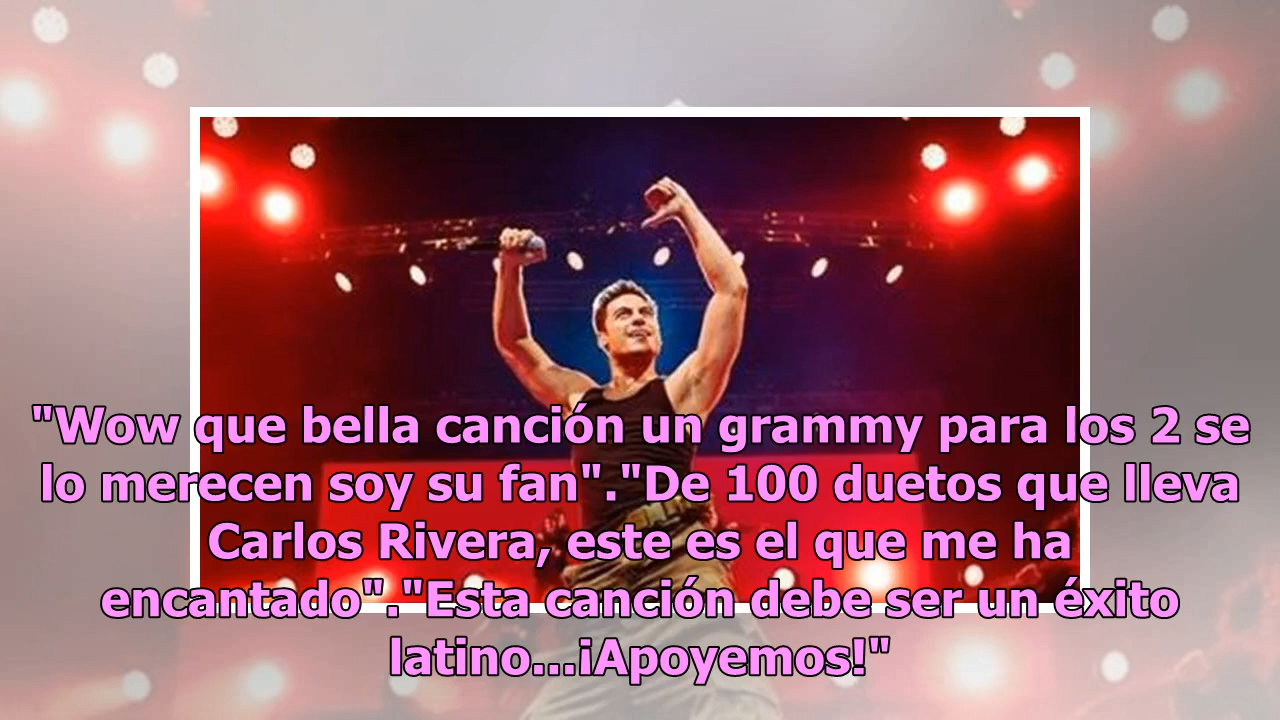 "Wow que bella canción un grammy para los 2 se
lo merecen soy su fan"."De 100 duetos que lleva
Carlos Rivera, este es el que me ha
encantado"."Esta canción debe ser un éxito
latino...¡Apoyemos!"